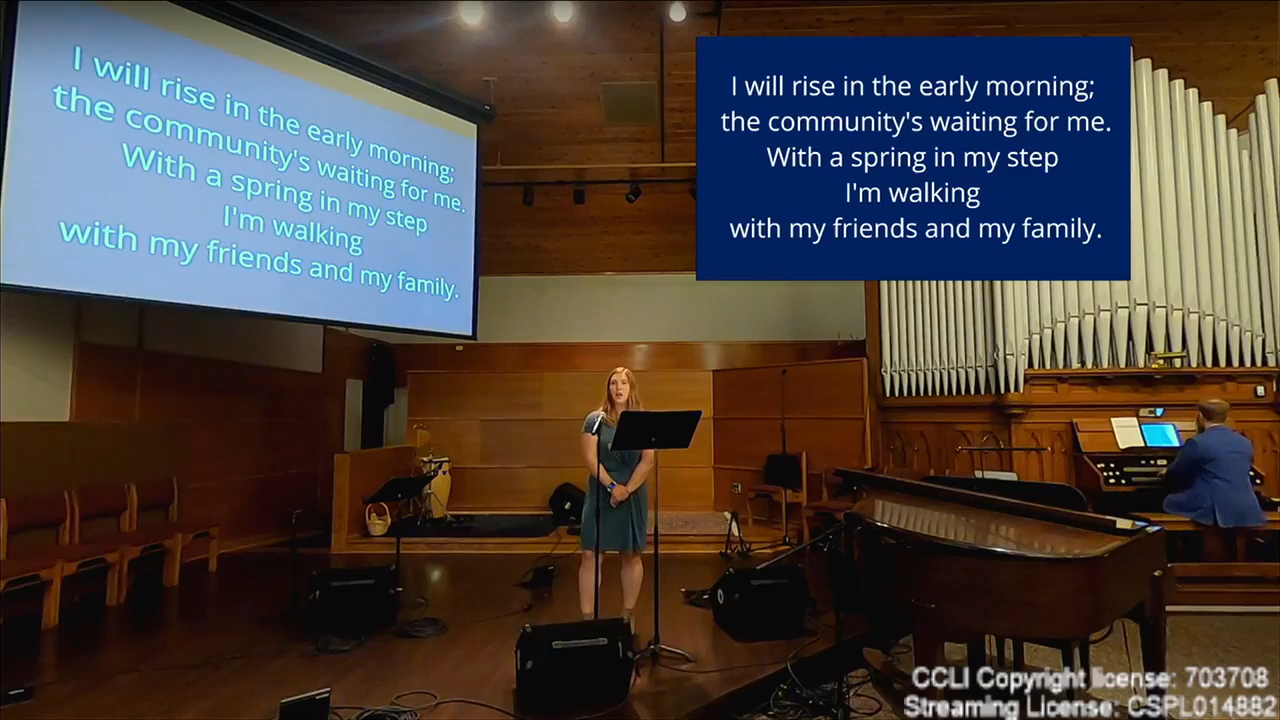 I will rise in the early morning;
the community's waiting for me.
With a spring in my step
I'm walking
with my friends and my family.
I will rise in the early morning;
the community's waiting for me.
With a spring in my step
I'm walking
with my friends and my family.
CCLI Copyright license: 703708
Streaming License: CSPL014882